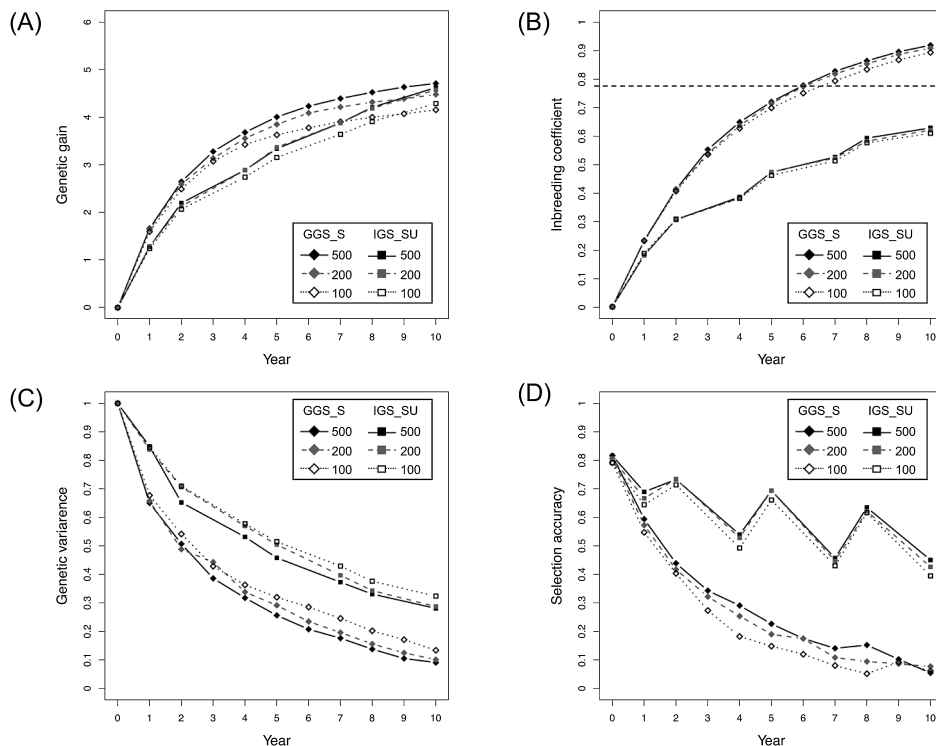 (A)
6
5
4
3
2
1
0
Genetic gain
GGS_S IGS_SU
500 500
200 200
100 100
0 1 2 3 4 5 6 7 8 9 10
Year
(B)
1
0.9
0.8
0.7
0.6
0.5
0.4
0.3
0.2
0.1
0
Inbreeding coefficient
GGS_S IGS_SU
500 500
200 200
100 100
0 1 2 3 4 5 6 7 8 9 10
Year
(C)
1
0.9
0.8
0.7
0.6
0.5
0.4
0.3
0.2
0.1
0
Genetic variarence
GGS_S IGS_SU
500 500
200 200
100 100
0 1 2 3 4 5 6 7 8 9 10
Year
(D)
1
0.9
0.8
0.7
0.6
0.5
0.4
0.3
0.2
0.1
0
Selection accuracy
GGS_S IGS_SU
500 500
200 200
100 100
0 1 2 3 4 5 6 7 8 9 10
Year